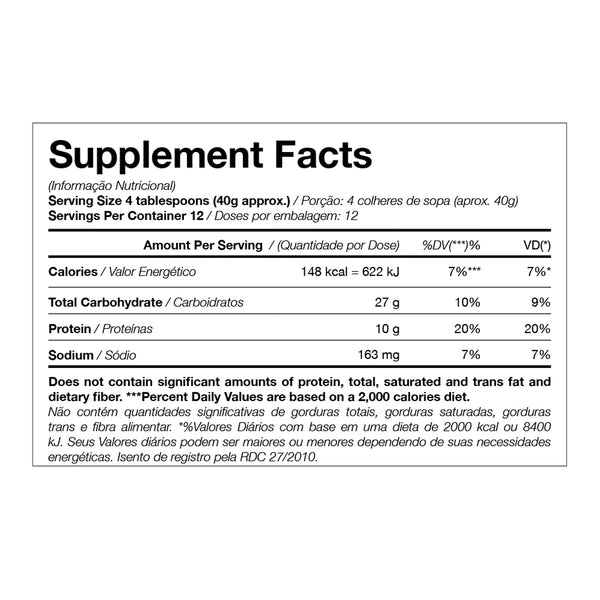 Supplement Facts
(Informação Nutricional)
Serving Size 4 tablespoons (40g approx.) / Porção: 4 colheres de sopa (aprox. 40g)
Servings Per Container 12 / Doses por embalagem: 12
Amount Per Serving / (Quantidade por Dose) %DV(***)% VD(*)
Calories / Valor Energético 148 kcal = 622 kJ 7%*** 7%*
Total Carbohydrate / Carboidratos 27 g 10% 9%
Protein / Proteínas 10 g 20% 20%
Sodium / Sódio 163 mg 7% 7%
Does not contain significant amounts of protein, total, saturated and trans fat and
dietary fiber. ***Percent Daily Values are based on a 2,000 calories diet.
Não contém quantidades significativas de gorduras totais, gorduras saturadas, gorduras
trans e fibra alimentar. *%Valores Diários com base em uma dieta de 2000 kcal ou 8400
kJ. Seus Valores diários podem ser maiores ou menores dependendo de suas necessidades
energéticas. Isento de registro pela RDC 27/2010.